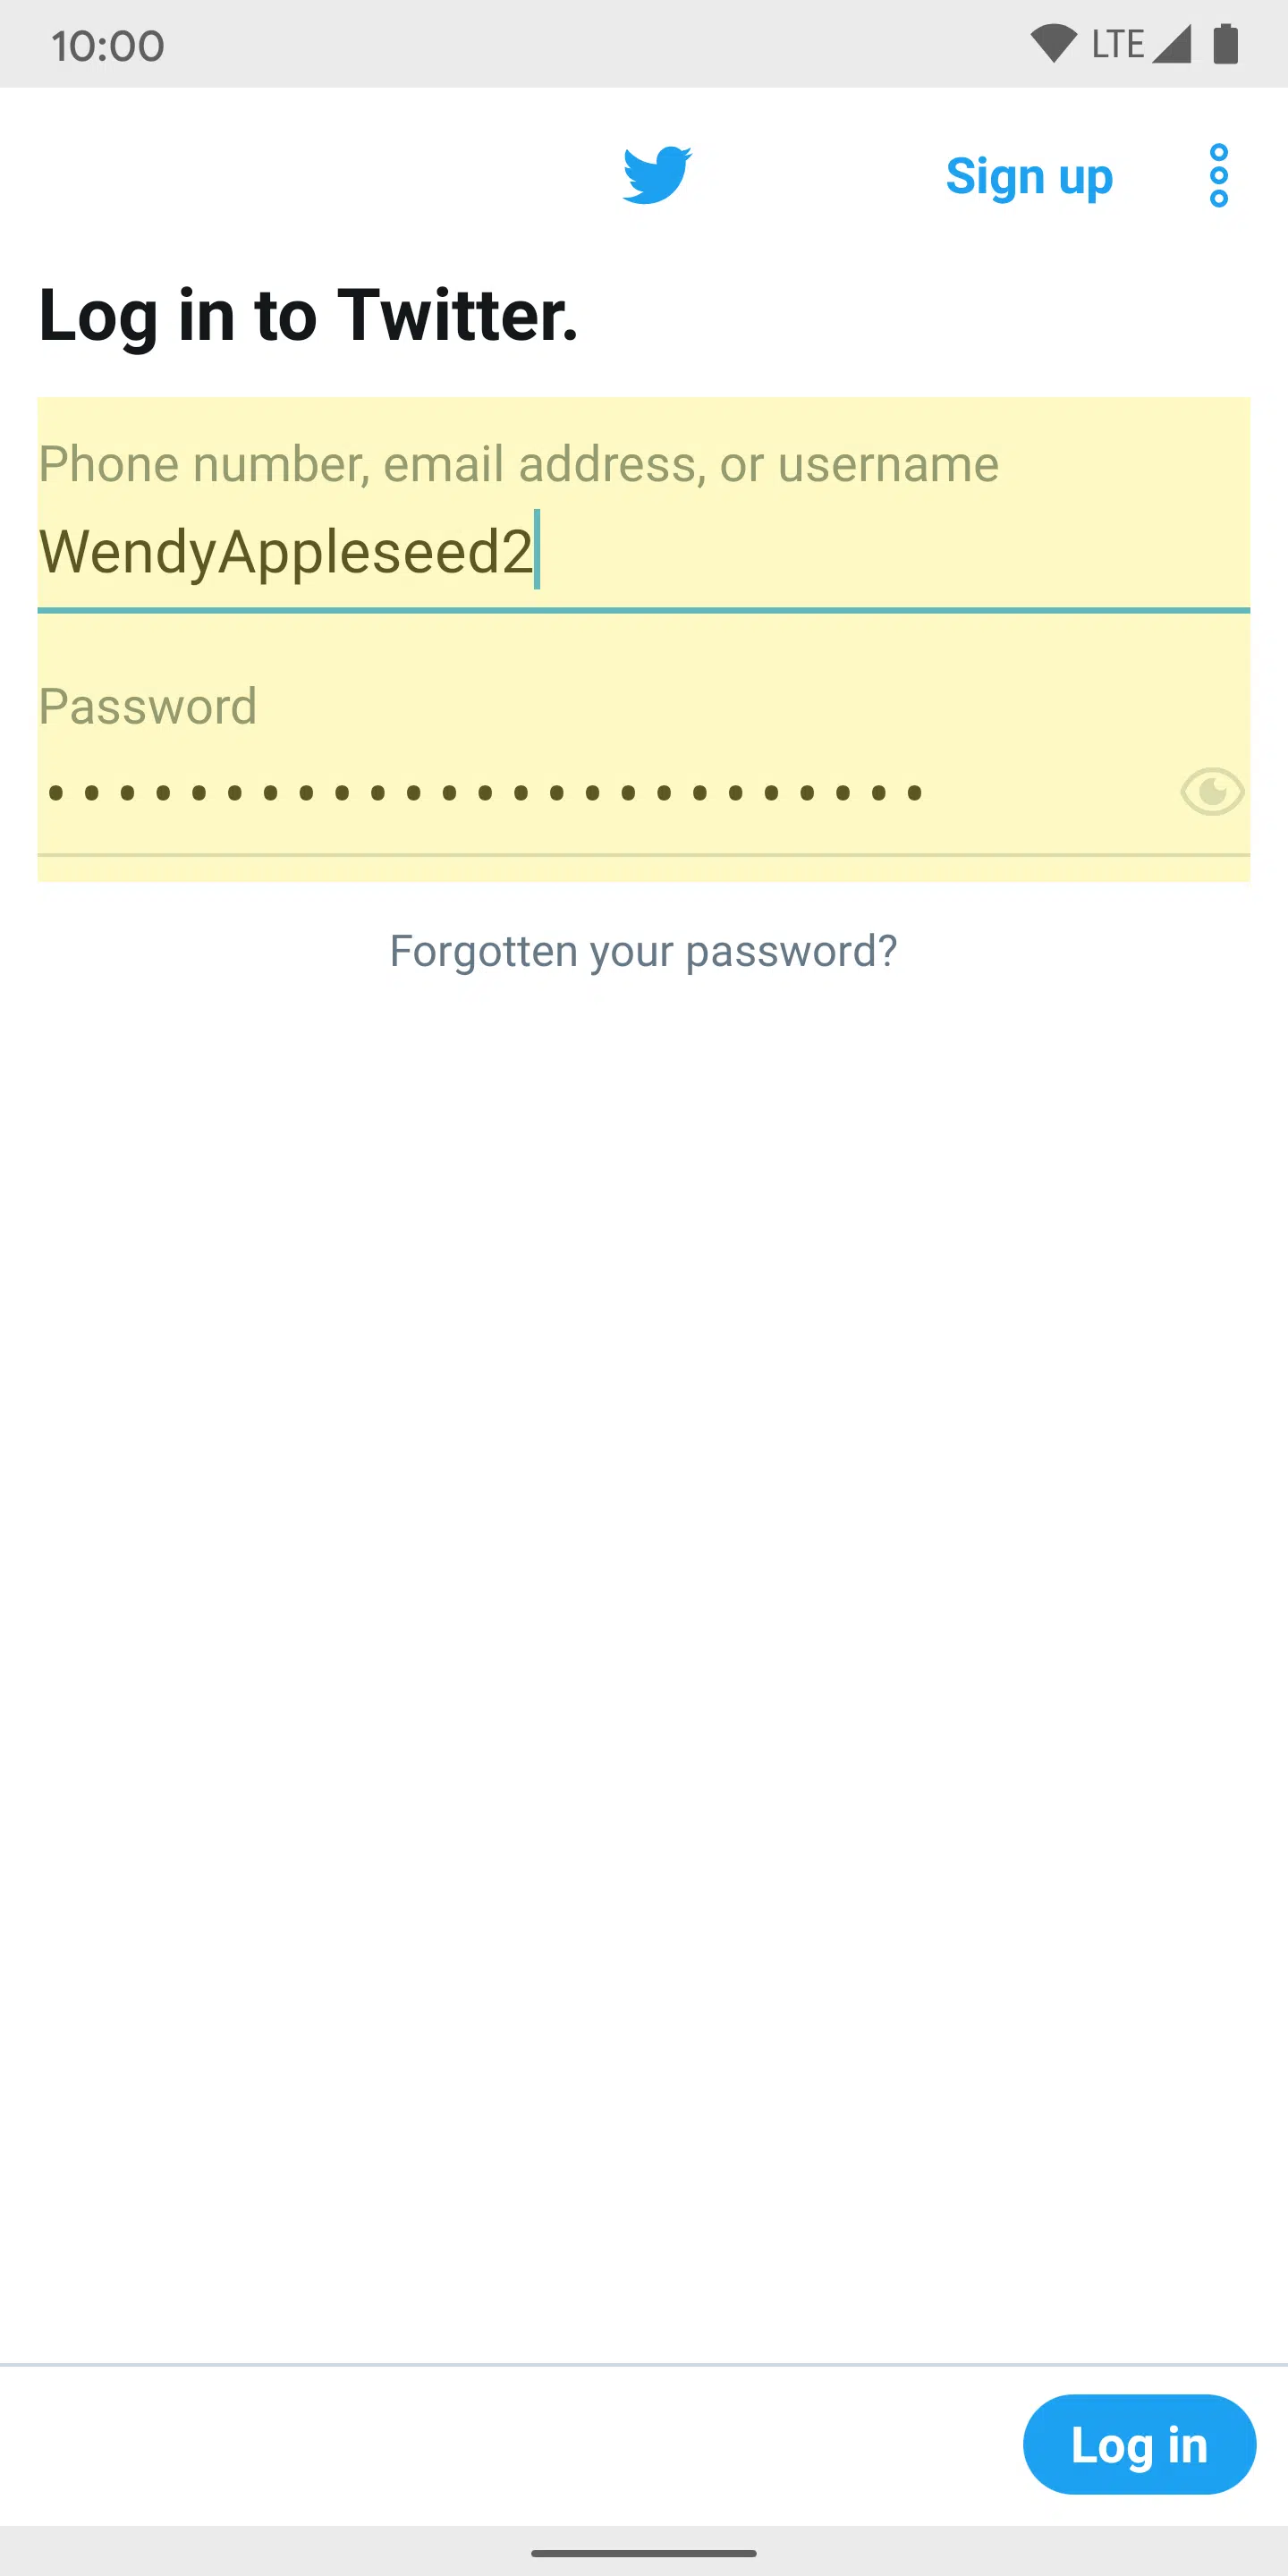 10:00 LTE
Sign up
Log in to Twitter.
Phone number, email address, or username
WendyAppleseed2
Password
•••••••••••••••••••••••••
Forgotten your password?
Log in